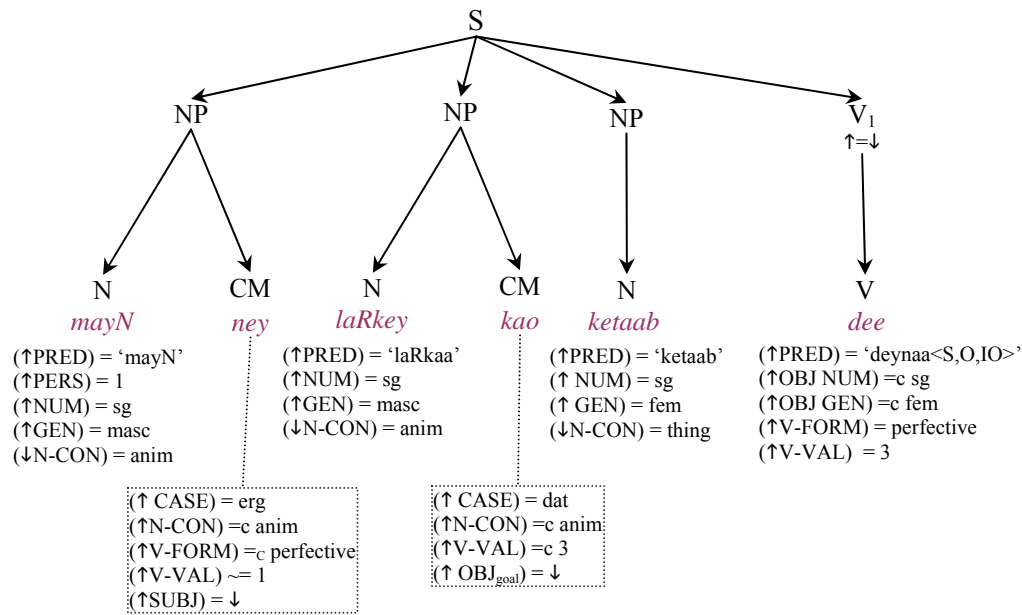 S
NP NP NP V₁
↑=↓
N CM N CM N V
mayN ney laRkey kao ketaab dee
(↑PRED) = ‘mayN’
(↑PERS) = 1
(↑NUM) = sg
(↑GEN) = masc
(↓N-CON) = anim
(↑PRED) = ‘laRkaa’
(↑NUM) = sg
(↑GEN) = masc
(↓N-CON) = anim
(↑PRED) = ‘ketaab’
(↑ NUM) = sg
(↑ GEN) = fem
(↓N-CON) = thing
(↑PRED) = ‘deynaa<S,O,IO>’
(↑OBJ NUM) =c sg
(↑OBJ GEN) =c fem
(↑V-FORM) = perfective
(↑V-VAL) = 3
(↑ CASE) = erg
(↑N-CON) =c anim
(↑V-FORM) =c perfective
(↑V-VAL) ~= 1
(↑SUBJ) = ↓
(↑ CASE) = dat
(↑N-CON) =c anim
(↑V-VAL) =c 3
(↑ OBJgoal) = ↓